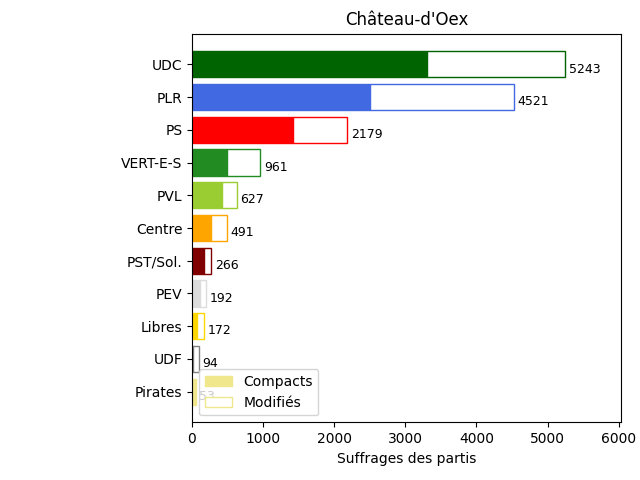 Château-d'Oex
UDC 5243
PLR 4521
PS 2179
VERT-E-S 961
PVL 627
Centre 491
PST/Sol. 266
PEV 192
Libres 172
UDF 94
Pirates 53
Compacts
Modifiés
0 1000 2000 3000 4000 5000 6000
Suffrages des partis